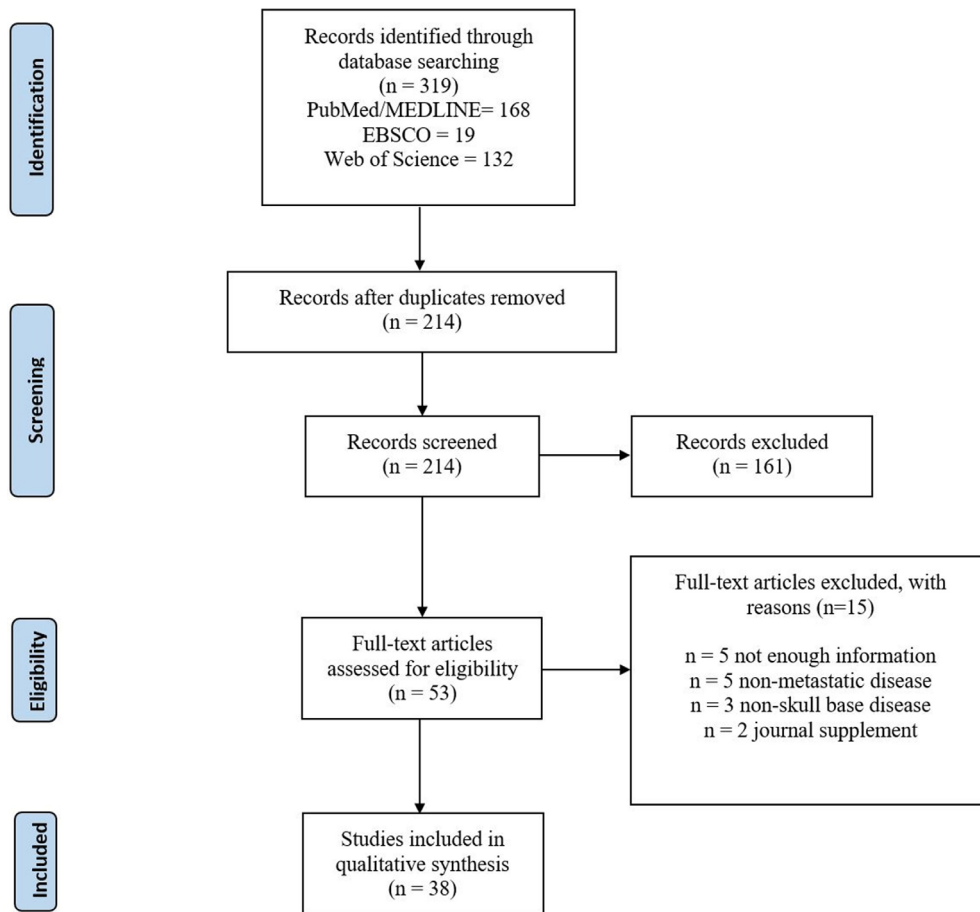 Identification
Records identified through
database searching
(n = 319)
PubMed/MEDLINE= 168
EBSCO = 19
Web of Science = 132
Records after duplicates removed
(n = 214)
Screening
Records screened
(n = 214)
Records excluded
(n = 161)
Eligibility
Full-text articles
assessed for eligibility
(n = 53)
Full-text articles excluded, with
reasons (n=15)
n = 5 not enough information
n = 5 non-metastatic disease
n = 3 non-skull base disease
n = 2 journal supplement
Included
Studies included in
qualitative synthesis
(n = 38)